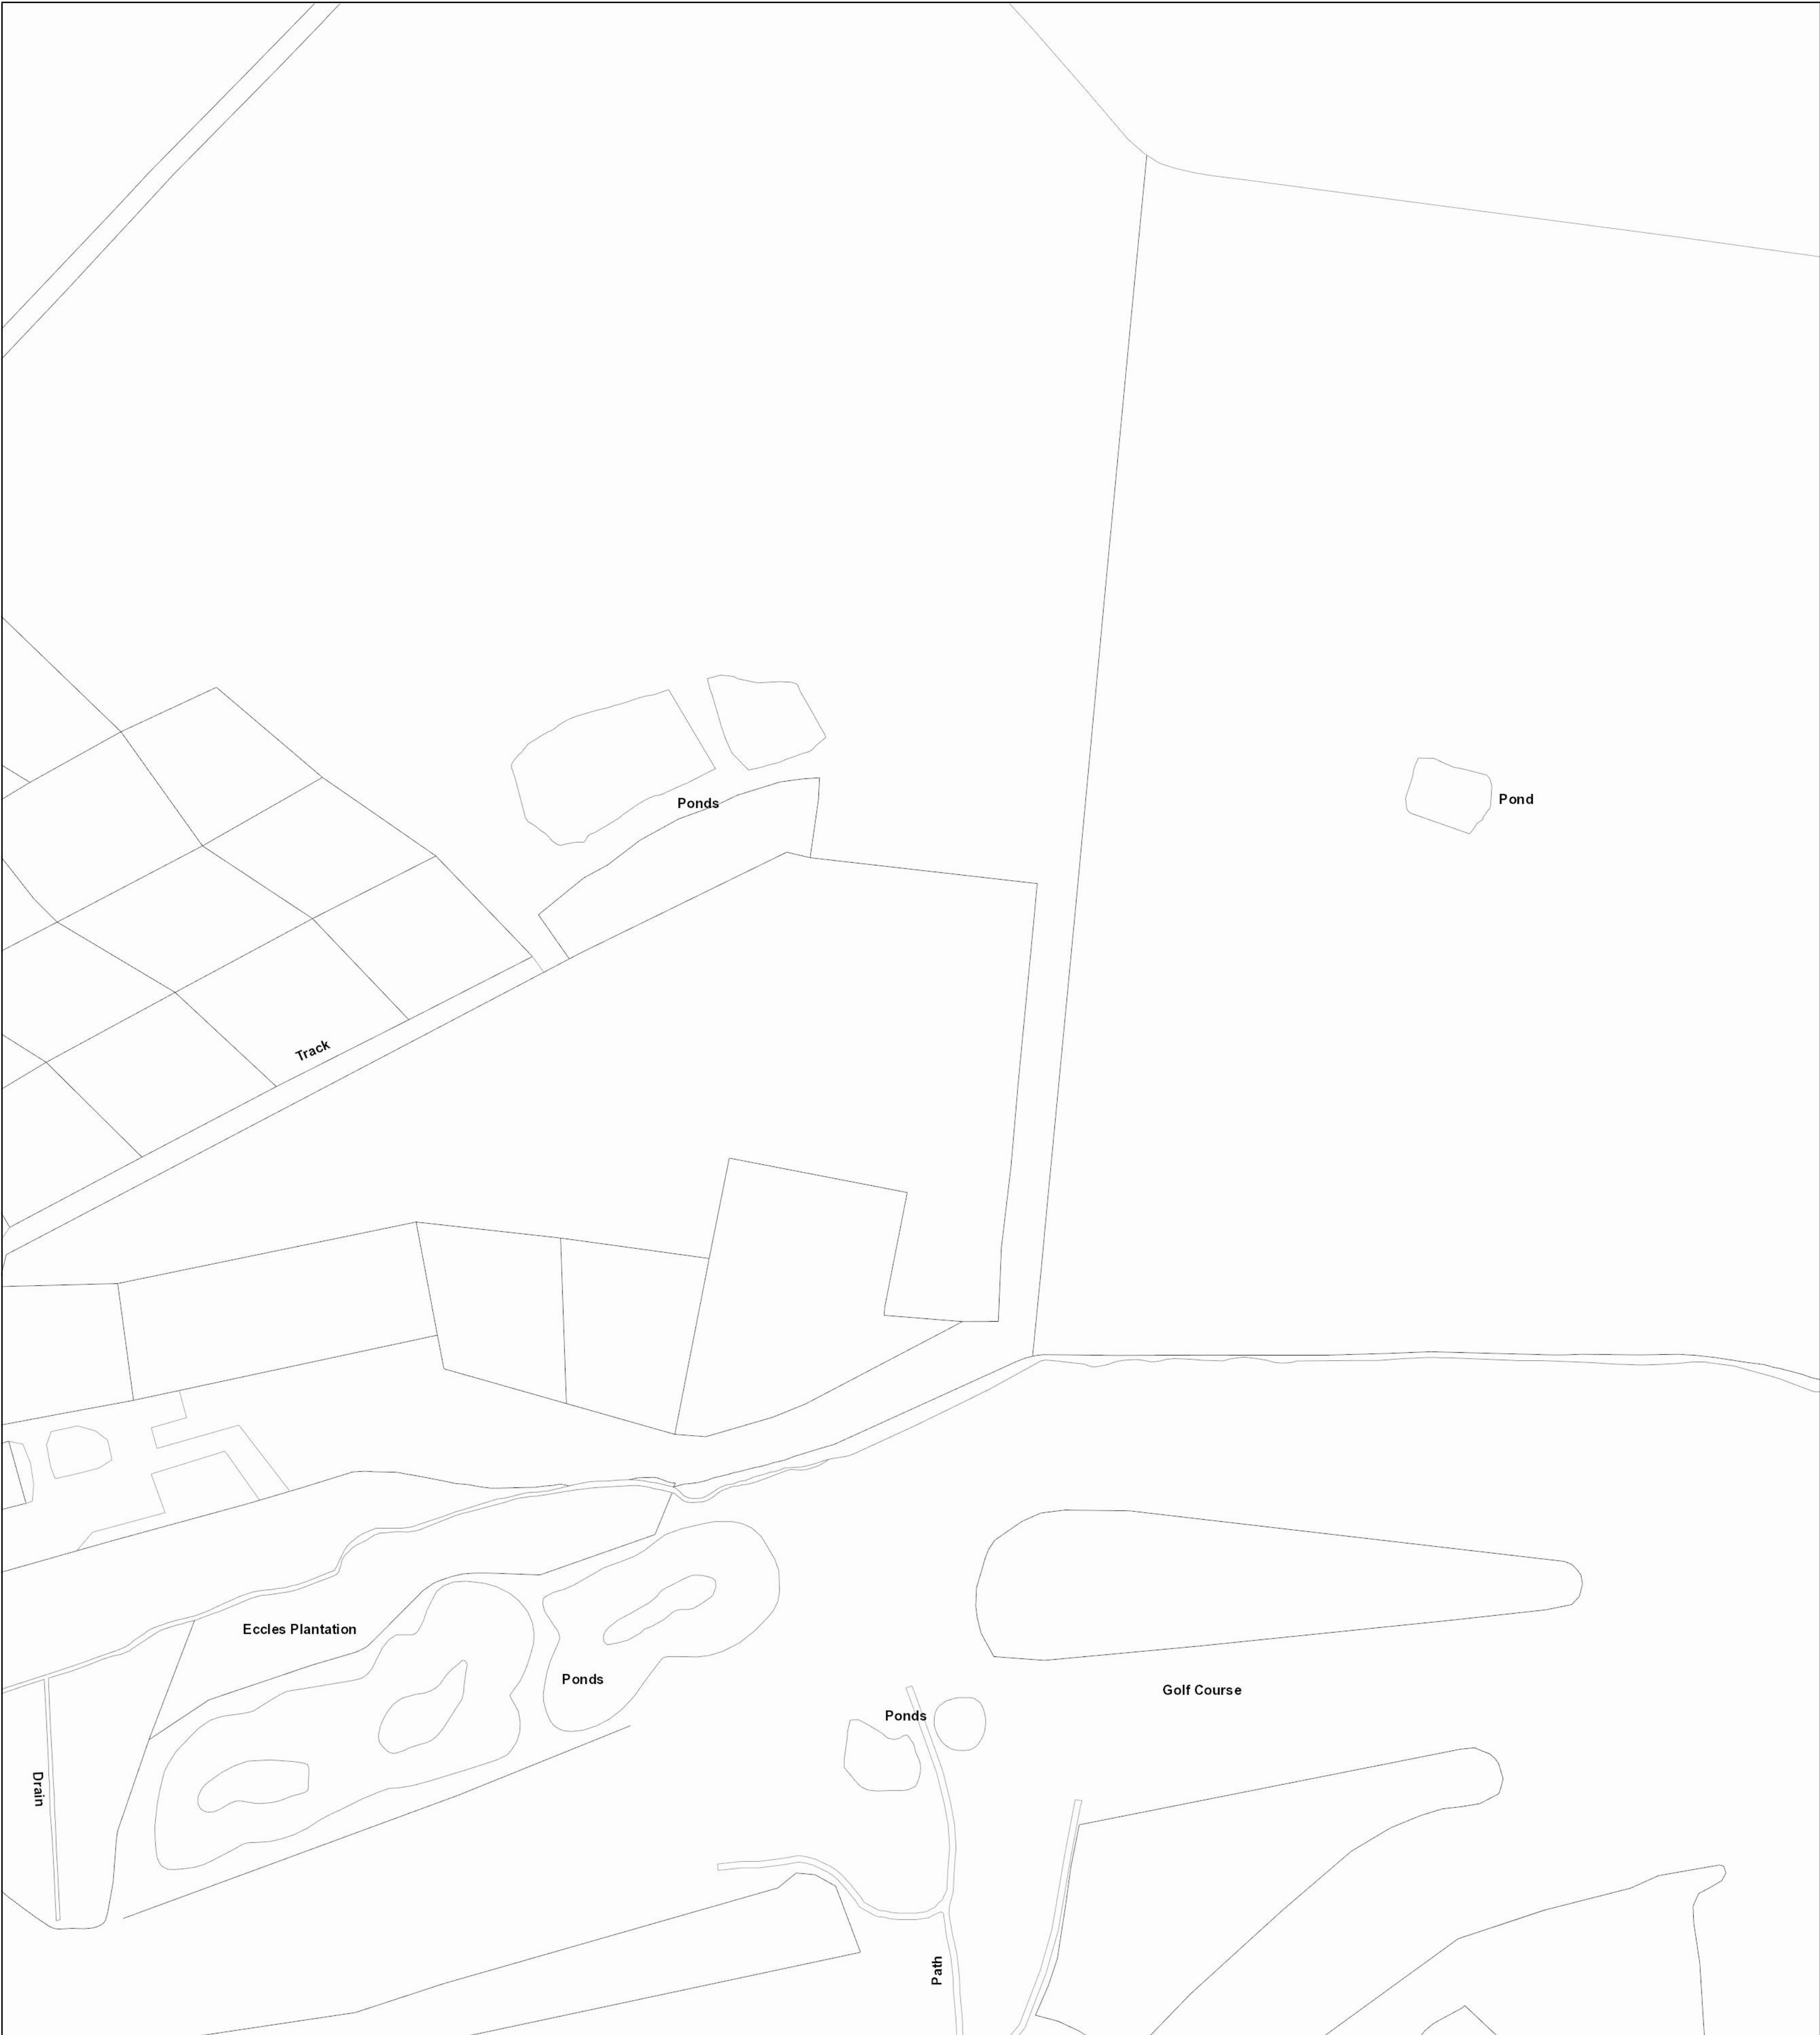 Ponds
Pond
Track
Eccles Plantation
Ponds
Golf Course
Ponds
Drain
Path